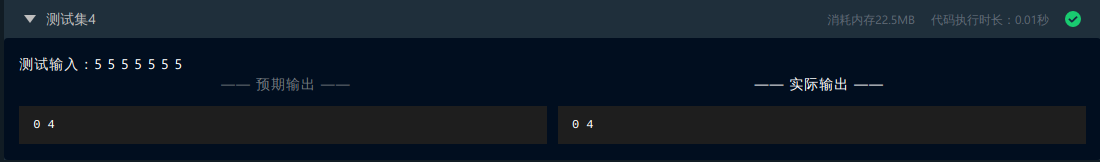 测试集4 消耗内存22.5MB 代码执行时长：0.01秒
测试输入：5 5 5 5 5 5 5
—— 预期输出 —— —— 实际输出 ——
0 4 0 4